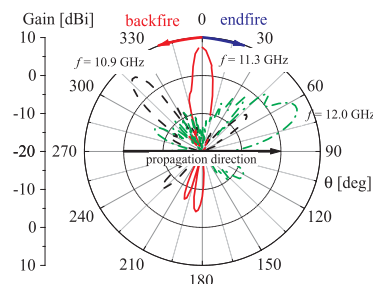 Gain [dBi] backfire 0 endfire
10 330 30
f = 10.9 GHz f = 11.3 GHz
0 300 60
-10 f = 12.0 GHz
-20 270 90
propagation direction
θ [deg]
-10
240 120
0
210 150
10 180